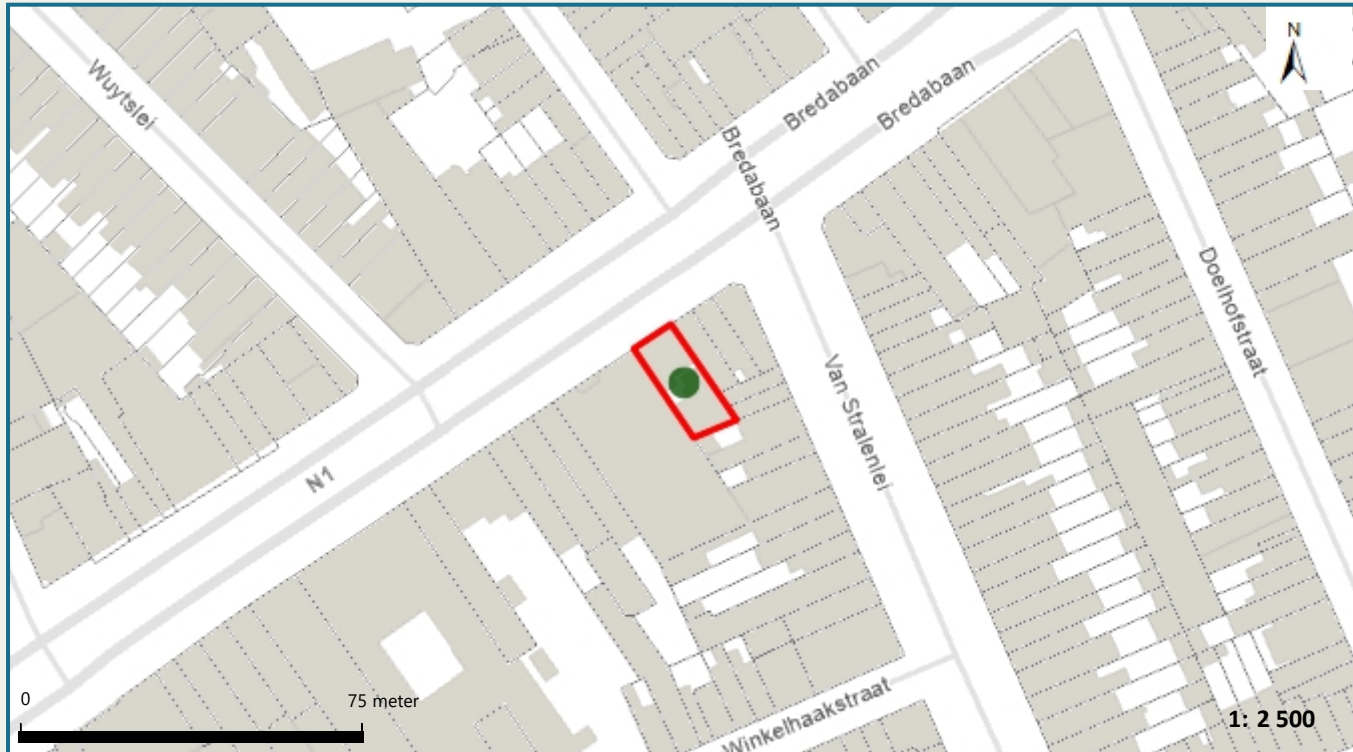 N
Wuytslei
Bredabaan
Bredabaan
Bredabaan
Doelhofstraat
Van Stralenlei
N1
Winkelhaakstraat
0
75 meter
1: 2 500